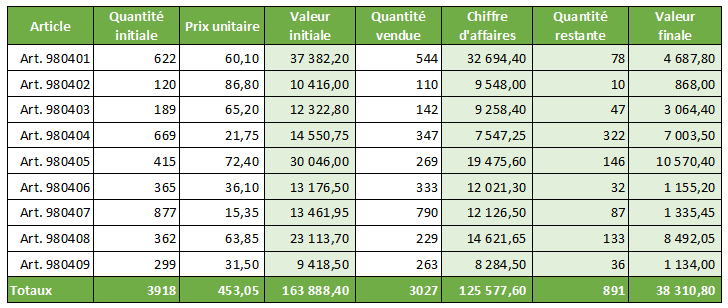 Article Quantité initiale Prix unitaire Valeur initiale Quantité vendue Chiffre d'affaires Quantité restante Valeur finale
Art. 980401 622 60,10 37 382,20 544 32 694,40 78 4 687,80
Art. 980402 120 86,80 10 416,00 110 9 548,00 10 868,00
Art. 980403 189 65,20 12 322,80 142 9 258,40 47 3 064,40
Art. 980404 669 21,75 14 550,75 347 7 547,25 322 7 003,50
Art. 980405 415 72,40 30 046,00 269 19 475,60 146 10 570,40
Art. 980406 365 36,10 13 176,50 333 12 021,30 32 1 155,20
Art. 980407 877 15,35 13 461,95 790 12 126,50 87 1 335,45
Art. 980408 362 63,85 23 113,70 229 14 621,65 133 8 492,05
Art. 980409 299 31,50 9 418,50 263 8 284,50 36 1 134,00
Totaux 3918 453,05 163 888,40 3027 125 577,60 891 38 310,80